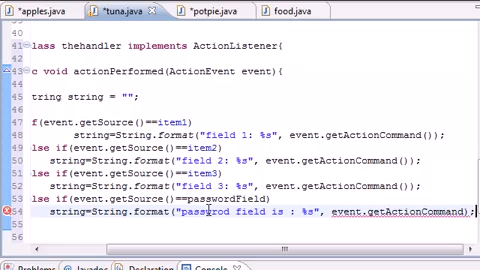 *apples.java *tuna.java *potpie.java food.java
40
41 lass thehandler implements ActionListener{
42
43 c void actionPerformed(ActionEvent event){
44
45 tring string = "";
46
47 f(event.getSource()==item1)
48 string=String.format("field 1: %s", event.getActionCommand());
49 lse if(event.getSource()==item2)
50 string=String.format("field 2: %s", event.getActionCommand());
51 lse if(event.getSource()==item3)
52 string=String.format("field 3: %s", event.getActionCommand());
53 lse if(event.getSource()==passwordField)
54 string=String.format("passwrod field is : %s", event.getActionCommand);
55
56
Problems Javadoc Declaration Console